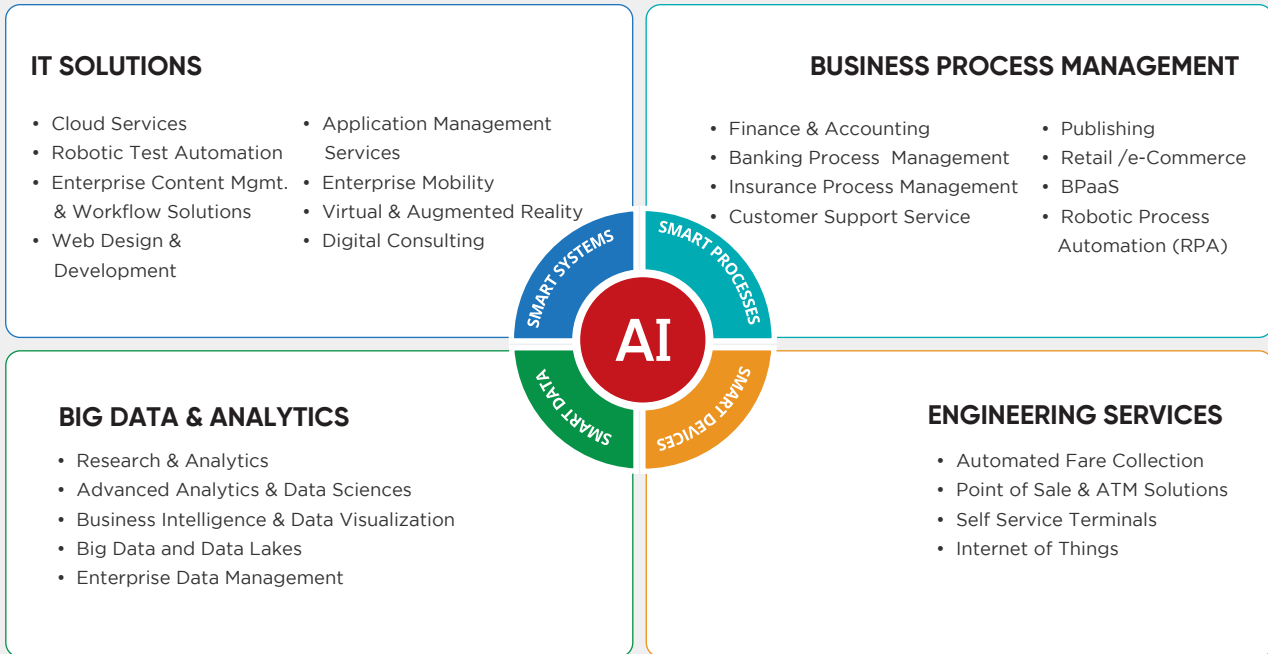 IT SOLUTIONS
• Cloud Services
• Robotic Test Automation
• Enterprise Content Mgmt.
& Workflow Solutions
• Web Design &
Development
• Application Management
Services
• Enterprise Mobility
• Virtual & Augmented Reality
• Digital Consulting
BUSINESS PROCESS MANAGEMENT
• Finance & Accounting
• Banking Process Management
• Insurance Process Management
• Customer Support Service
• Publishing
• Retail /e-Commerce
• BPaaS
• Robotic Process
Automation (RPA)
SMART SYSTEMS
SMART PROCESSES
AI
SMART DATA
SMART DEVICES
BIG DATA & ANALYTICS
• Research & Analytics
• Advanced Analytics & Data Sciences
• Business Intelligence & Data Visualization
• Big Data and Data Lakes
• Enterprise Data Management
ENGINEERING SERVICES
• Automated Fare Collection
• Point of Sale & ATM Solutions
• Self Service Terminals
• Internet of Things